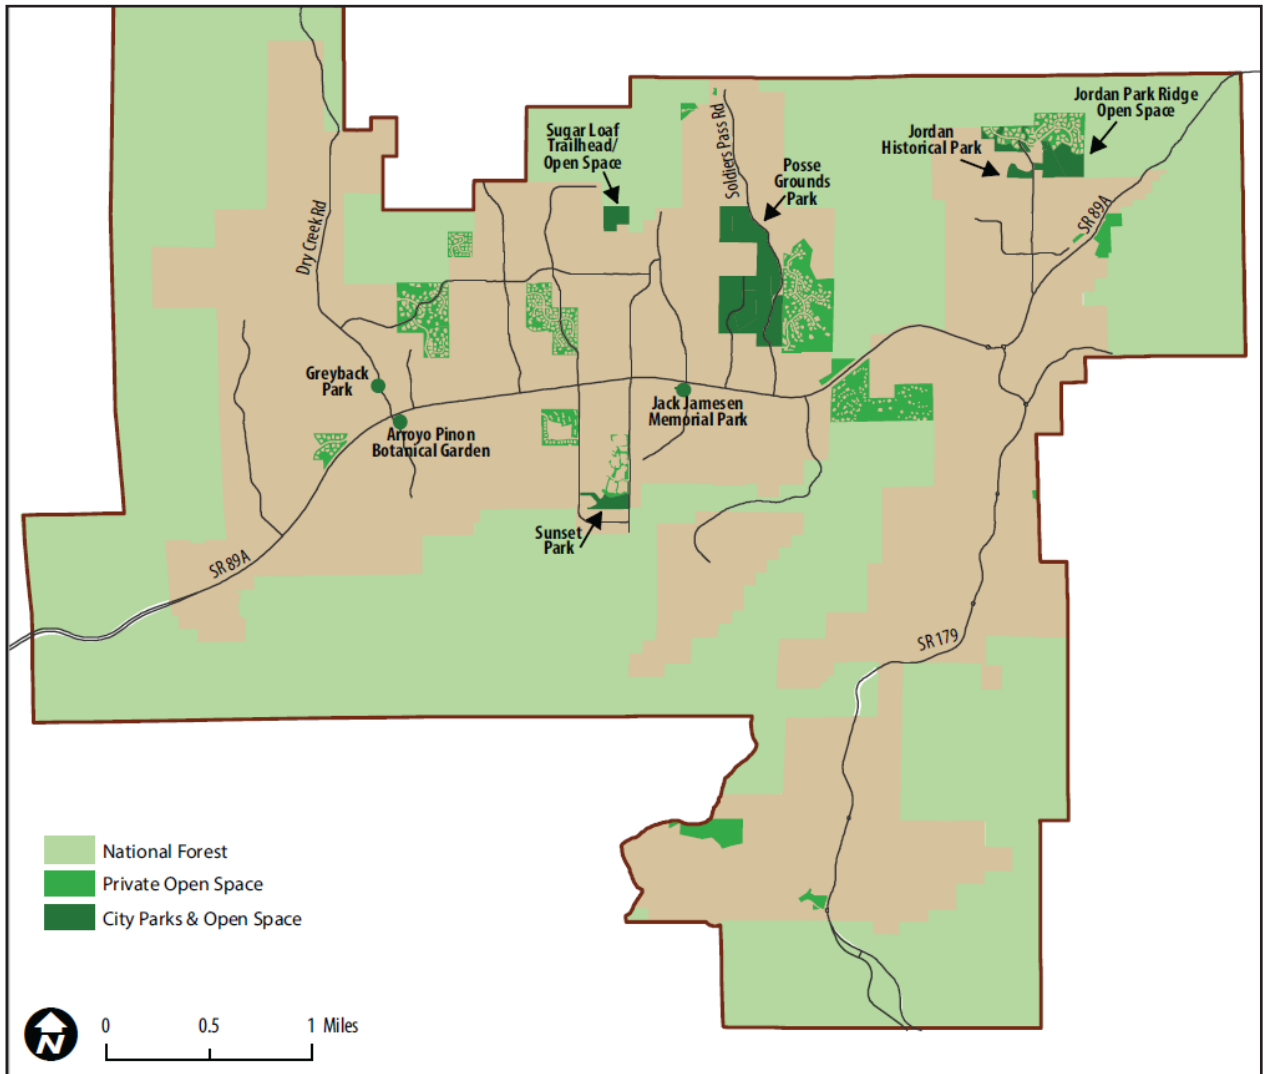 Jordan Park Ridge
Open Space
Sugar Loaf
Trailhead/
Open Space
Soldiers Pass Rd
Jordan
Historical Park
Posse
Grounds
Park
Dry Creek Rd
SR 89A
Greyback
Park
Jack Jamesen
Memorial Park
Arroyo Pinon
Botanical Garden
Sunset
Park
SR 89A
SR 179
National Forest
Private Open Space
City Parks & Open Space
N
0 0.5 1 Miles